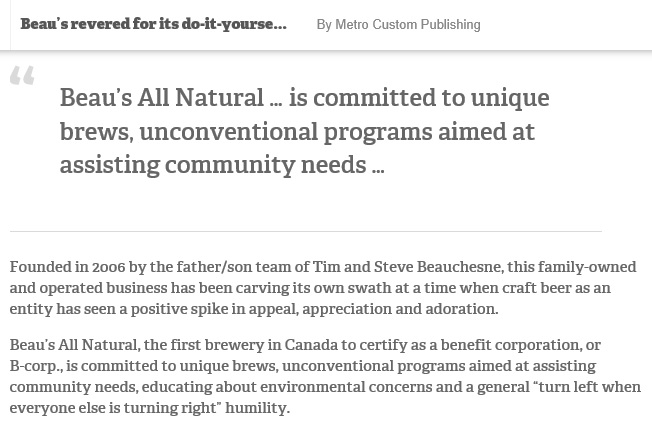 Beau's revered for its do-it-yourse... By Metro Custom Publishing
“
Beau's All Natural ... is committed to unique
brews, unconventional programs aimed at
assisting community needs ...
Founded in 2006 by the father/son team of Tim and Steve Beauchesne, this family-owned
and operated business has been carving its own swath at a time when craft beer as an
entity has seen a positive spike in appeal, appreciation and adoration.
Beau's All Natural, the first brewery in Canada to certify as a benefit corporation, or
B-corp., is committed to unique brews, unconventional programs aimed at assisting
community needs, educating about environmental concerns and a general “turn left when
everyone else is turning right” humility.